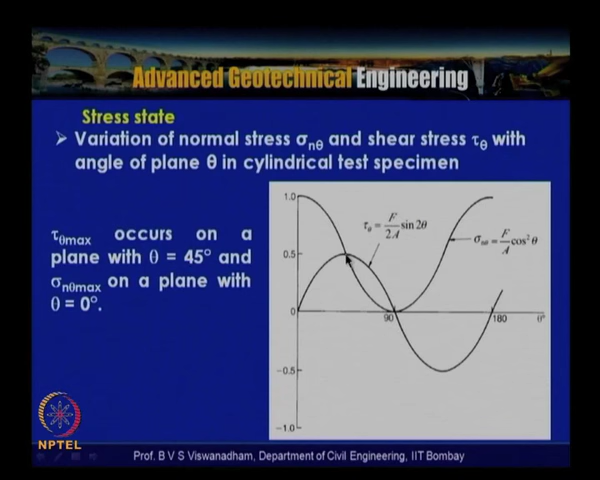 Advanced Geotechnical Engineering
Stress state
➢ Variation of normal stress σnθ and shear stress τθ with
angle of plane θ in cylindrical test specimen
τθmax occurs on a
plane with θ = 45° and
σnθmax on a plane with
θ = 0°.
1.0
0.5
0
-0.5
-1.0
τθ = F/2A sin 2θ
σnθ = F/A cos² θ
90
180
θ°
NPTEL
Prof. B V S Viswanadham, Department of Civil Engineering, IIT Bombay